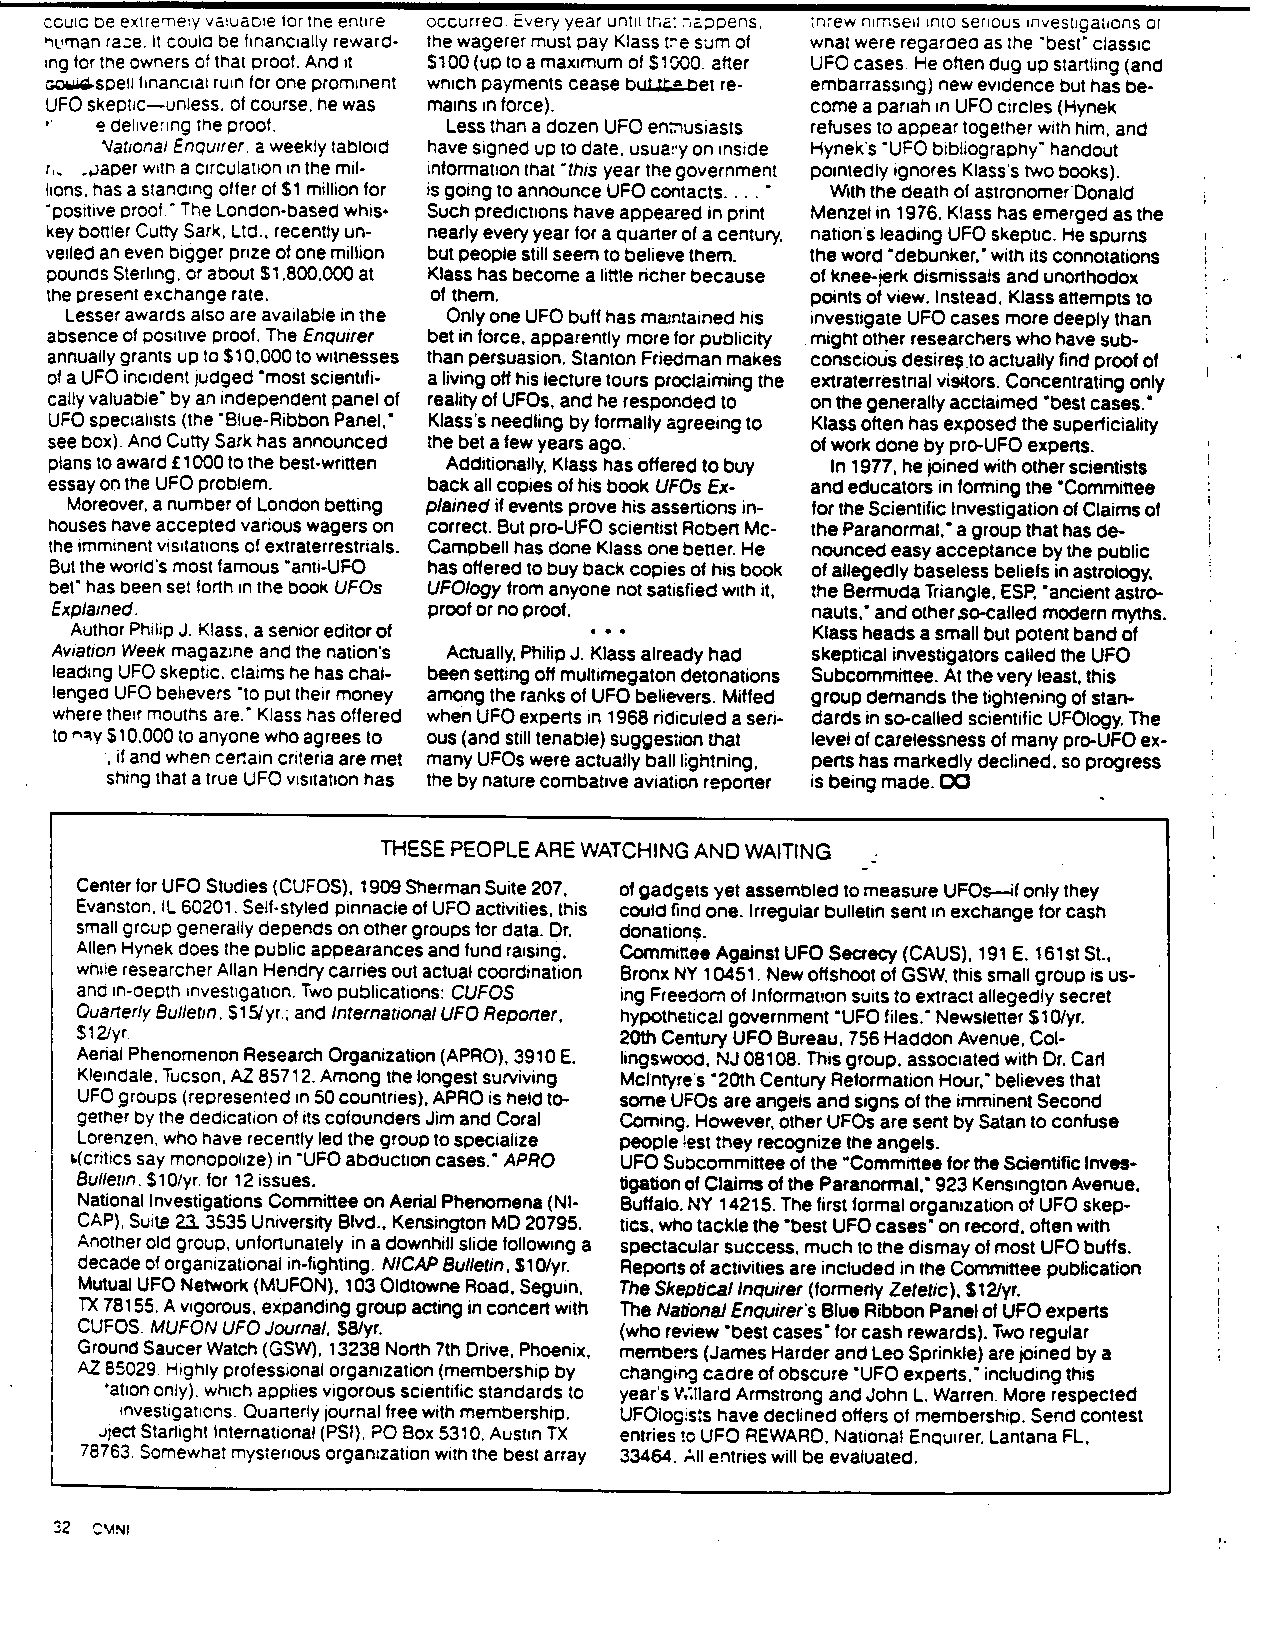 could be extremely valuable for the entire
human race. It could be financially reward-
ing for the owners of that proof. And it
could spell financial ruin for one prominent
UFO skeptic—unless, of course, he was
e delivering the proof.
National Enquirer, a weekly tabloid
paper with a circulation in the mil-
lions, has a standing offer of $1 million for
"positive proof." The London-based whis-
key bottler Cutty Sark, Ltd., recently un-
veiled an even bigger prize of one million
pounds Sterling, or about $1,800,000 at
the present exchange rate.
Lesser awards also are available in the
absence of positive proof. The Enquirer
annually grants up to $10,000 to witnesses
of a UFO incident judged "most scientifi-
cally valuable" by an independent panel of
UFO specialists (the "Blue-Ribbon Panel,"
see box). And Cutty Sark has announced
plans to award £1000 to the best-written
essay on the UFO problem.
Moreover, a number of London betting
houses have accepted various wagers on
the imminent visitations of extraterrestrials.
But the world's most famous "anti-UFO
bet" has been set forth in the book UFOs
Explained.
Author Philip J. Klass, a senior editor of
Aviation Week magazine and the nation's
leading UFO skeptic, claims he has chal-
lenged UFO believers "to put their money
where their mouths are." Klass has offered
to pay $10,000 to anyone who agrees to
, if and when certain criteria are met
shing that a true UFO visitation has
occurred. Every year until that happens,
the wagerer must pay Klass the sum of
$100 (up to a maximum of $1000, after
which payments cease but the bet re-
mains in force).
Less than a dozen UFO enthusiasts
have signed up to date, usually on inside
information that "this year the government
is going to announce UFO contacts. . . . "
Such predictions have appeared in print
nearly every year for a quarter of a century,
but people still seem to believe them.
Klass has become a little richer because
of them.
Only one UFO buff has maintained his
bet in force, apparently more for publicity
than persuasion. Stanton Friedman makes
a living off his lecture tours proclaiming the
reality of UFOs, and he responded to
Klass's needling by formally agreeing to
the bet a few years ago.
Additionally, Klass has offered to buy
back all copies of his book UFOs Ex-
plained if events prove his assertions in-
correct. But pro-UFO scientist Robert Mc-
Campbell has done Klass one better. He
has offered to buy back copies of his book
UFOlogy from anyone not satisfied with it,
proof or no proof.
• • •
Actually, Philip J. Klass already had
been setting off multimegaton detonations
among the ranks of UFO believers. Miffed
when UFO experts in 1968 ridiculed a seri-
ous (and still tenable) suggestion that
many UFOs were actually ball lightning,
the by nature combative aviation reporter
threw himself into serious investigations of
what were regarded as the "best" classic
UFO cases. He often dug up startling (and
embarrassing) new evidence but has be-
come a pariah in UFO circles (Hynek
refuses to appear together with him, and
Hynek's "UFO bibliography" handout
pointedly ignores Klass's two books).
With the death of astronomer Donald
Menzel in 1976, Klass has emerged as the
nation's leading UFO skeptic. He spurns
the word "debunker," with its connotations
of knee-jerk dismissals and unorthodox
points of view. Instead, Klass attempts to
investigate UFO cases more deeply than
might other researchers who have sub-
conscious desires to actually find proof of
extraterrestrial visitors. Concentrating only
on the generally acclaimed "best cases."
Klass often has exposed the superficiality
of work done by pro-UFO experts.
In 1977, he joined with other scientists
and educators in forming the "Committee
for the Scientific Investigation of Claims of
the Paranormal," a group that has de-
nounced easy acceptance by the public
of allegedly baseless beliefs in astrology,
the Bermuda Triangle, ESP, "ancient astro-
nauts," and other so-called modern myths.
Klass heads a small but potent band of
skeptical investigators called the UFO
Subcommittee. At the very least, this
group demands the tightening of stan-
dards in so-called scientific UFOlogy. The
level of carelessness of many pro-UFO ex-
perts has markedly declined, so progress
is being made.
THESE PEOPLE ARE WATCHING AND WAITING
Center for UFO Studies (CUFOS), 1909 Sherman Suite 207,
Evanston, IL 60201. Self-styled pinnacle of UFO activities, this
small group generally depends on other groups for data. Dr.
Allen Hynek does the public appearances and fund raising,
while researcher Allan Hendry carries out actual coordination
and in-depth investigation. Two publications: CUFOS
Quarterly Bulletin, $15/yr.; and International UFO Reporter,
$12/yr.
Aerial Phenomenon Research Organization (APRO), 3910 E.
Kleindale, Tucson, AZ 85712. Among the longest surviving
UFO groups (represented in 50 countries), APRO is held to-
gether by the dedication of its cofounders Jim and Coral
Lorenzen, who have recently led the group to specialize
(critics say monopolize) in "UFO abduction cases." APRO
Bulletin, $10/yr. for 12 issues.
National Investigations Committee on Aerial Phenomena (NI-
CAP), Suite 23, 3535 University Blvd., Kensington MD 20795.
Another old group, unfortunately in a downhill slide following a
decade of organizational in-fighting. NICAP Bulletin, $10/yr.
Mutual UFO Network (MUFON), 103 Oldtowne Road, Seguin,
TX 78155. A vigorous, expanding group acting in concert with
CUFOS. MUFON UFO Journal, $8/yr.
Ground Saucer Watch (GSW), 13238 North 7th Drive, Phoenix,
AZ 85029. Highly professional organization (membership by
ation only), which applies vigorous scientific standards to
investigations. Quarterly journal free with membership.
ject Starlight International (PSI), PO Box 5310, Austin TX
78763. Somewhat mysterious organization with the best array
of gadgets yet assembled to measure UFOs—if only they
could find one. Irregular bulletin sent in exchange for cash
donations.
Committee Against UFO Secrecy (CAUS), 191 E. 161st St.,
Bronx NY 10451. New offshoot of GSW, this small group is us-
ing Freedom of Information suits to extract allegedly secret
hypothetical government "UFO files." Newsletter $10/yr.
20th Century UFO Bureau, 756 Haddon Avenue, Col-
lingswood, NJ 08108. This group, associated with Dr. Carl
McIntyre's "20th Century Reformation Hour," believes that
some UFOs are angels and signs of the imminent Second
Coming. However, other UFOs are sent by Satan to confuse
people lest they recognize the angels.
UFO Subcommittee of the "Committee for the Scientific Inves-
tigation of Claims of the Paranormal," 923 Kensington Avenue,
Buffalo, NY 14215. The first formal organization of UFO skep-
tics, who tackle the "best UFO cases" on record, often with
spectacular success, much to the dismay of most UFO buffs.
Reports of activities are included in the Committee publication
The Skeptical Inquirer (formerly Zetetic), $12/yr.
The National Enquirer's Blue Ribbon Panel of UFO experts
(who review "best cases" for cash rewards). Two regular
members (James Harder and Leo Sprinkle) are joined by a
changing cadre of obscure "UFO experts," including this
year's Willard Armstrong and John L. Warren. More respected
UFOlogists have declined offers of membership. Send contest
entries to UFO REWARD, National Enquirer, Lantana FL,
33464. All entries will be evaluated.
32 OMNI